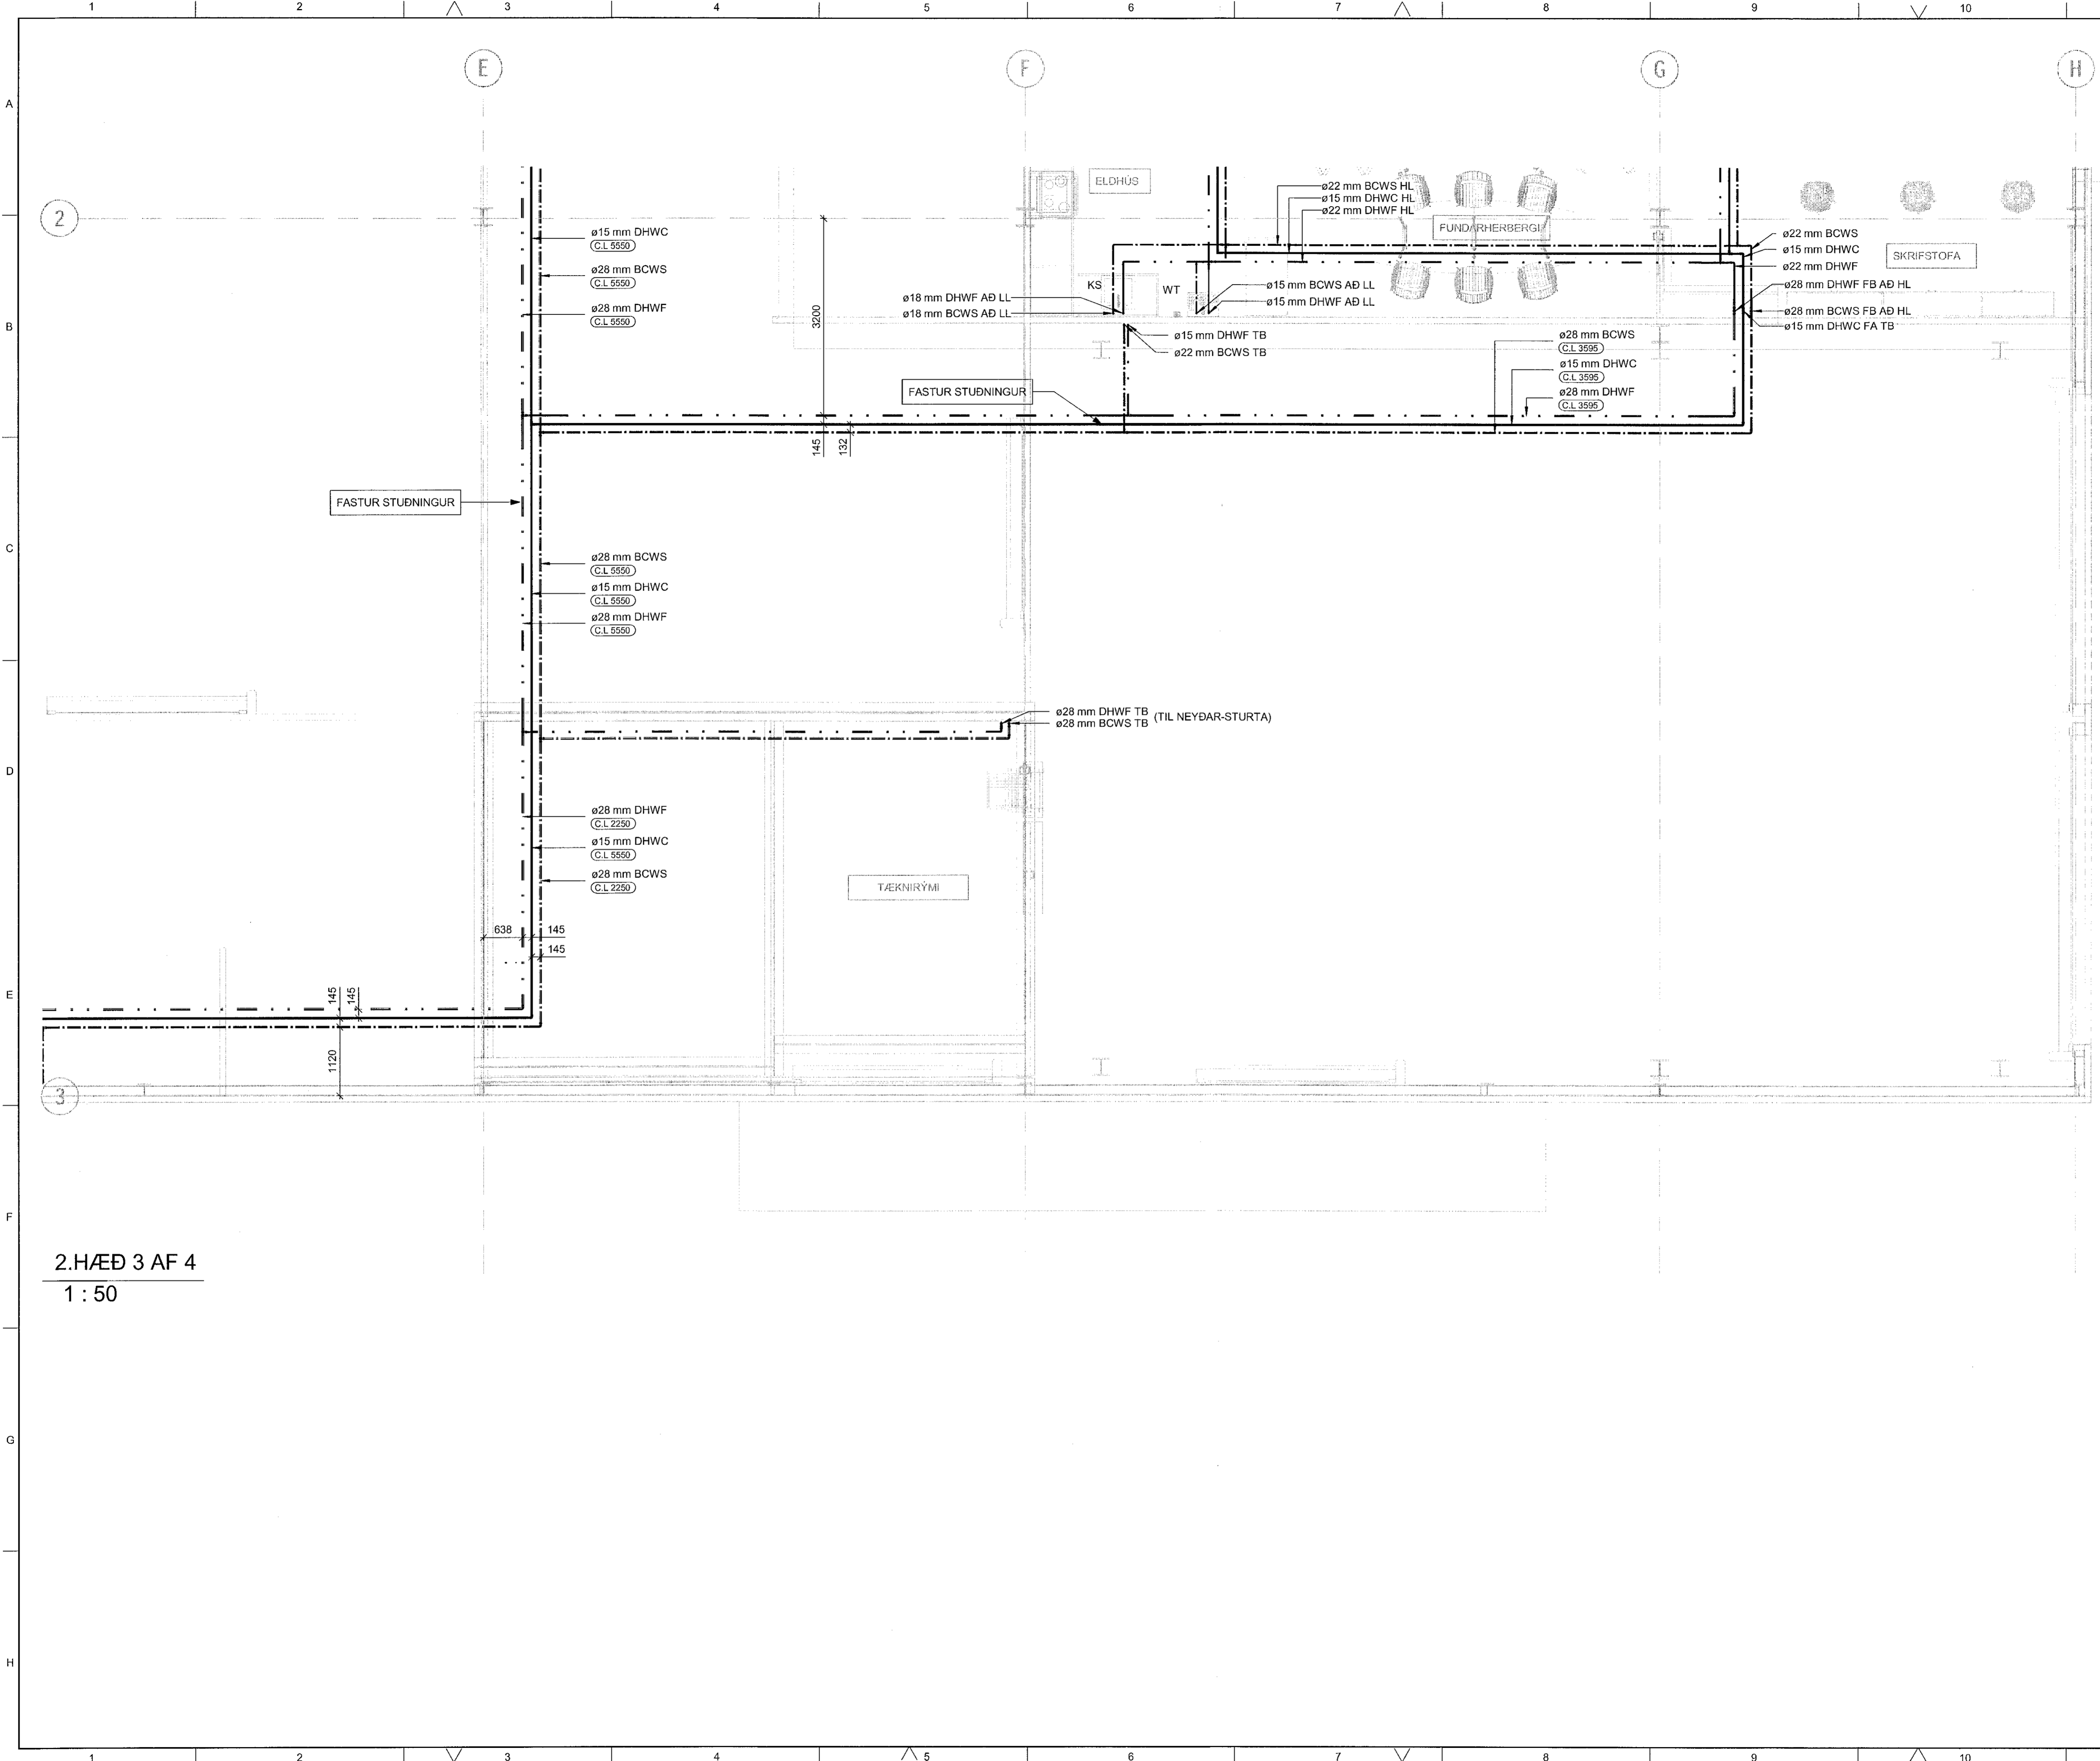 1 2 3 4 5 6 7 8 9 10
E F G H
A
ELDHÚS
ø22 mm BCWS HL
ø15 mm DHWC HL
ø22 mm DHWF HL
2
FUNDARHERBERGI
ø15 mm DHWC
C.L 5550
ø22 mm BCWS
ø15 mm DHWC
SKRIFSTOFA
ø22 mm DHWF
ø28 mm BCWS
C.L 5550
KS
WT
ø15 mm BCWS AÐ LL
ø28 mm DHWF FB AÐ HL
ø18 mm DHWF AÐ LL
ø15 mm DHWF AÐ LL
ø28 mm DHWF
C.L 5550
3200
ø18 mm BCWS AÐ LL
ø28 mm BCWS FB AÐ HL
B
ø15 mm DHWC FA TB
ø15 mm DHWF TB
ø28 mm BCWS
C.L 3595
ø22 mm BCWS TB
ø15 mm DHWC
C.L 3595
FASTUR STUÐNINGUR
ø28 mm DHWF
C.L 3595
145
132
FASTUR STUÐNINGUR
C
ø28 mm BCWS
C.L 5550
ø15 mm DHWC
C.L 5550
ø28 mm DHWF
C.L 5550
ø28 mm DHWF TB
(TIL NEYÐAR-STURTA)
ø28 mm BCWS TB
D
ø28 mm DHWF
C.L 2250
ø15 mm DHWC
C.L 5550
ø28 mm BCWS
C.L 2250
TÆKNIRÝMI
638
145
145
E
145
145
1120
3
F
2.HÆÐ 3 AF 4
1 : 50
G
H
1 2 3 4 5 6 7 8 9 10